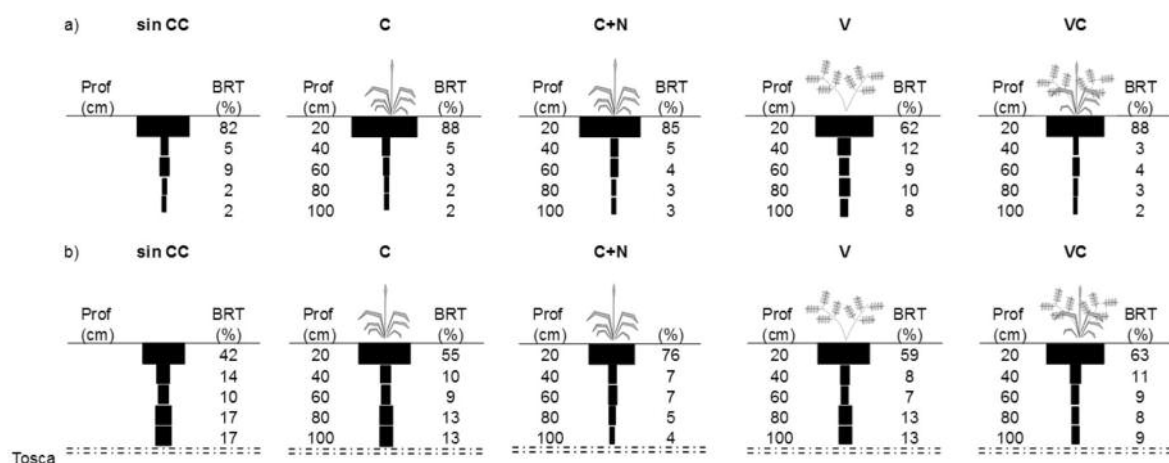 a) sin CC C C+N V VC
Prof BRT Prof BRT Prof BRT Prof BRT Prof BRT
(cm) (%) (cm) (%) (cm) (%) (cm) (%) (cm) (%)
82 20 88 20 85 20 62 20 88
5 40 5 40 5 40 12 40 3
9 60 3 60 4 60 9 60 4
2 80 2 80 3 80 10 80 3
2 100 2 100 3 100 8 100 2
b) sin CC C C+N V VC
Prof BRT Prof BRT Prof Prof BRT Prof BRT
(cm) (%) (cm) (%) (cm) (%) (cm) (%) (cm) (%)
42 20 55 20 76 20 59 20 63
14 40 10 40 7 40 8 40 11
10 60 9 60 7 60 7 60 9
17 80 13 80 5 80 13 80 8
17 100 13 100 4 100 13 100 9
Tosca